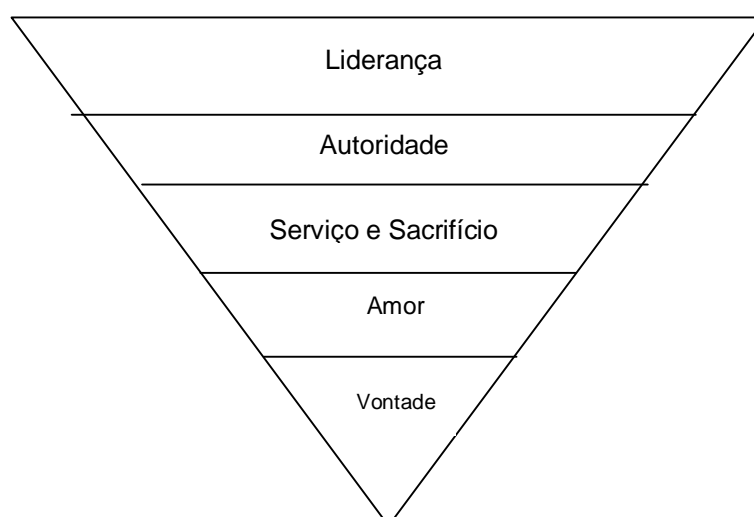 Liderança
Autoridade
Serviço e Sacrifício
Amor
Vontade